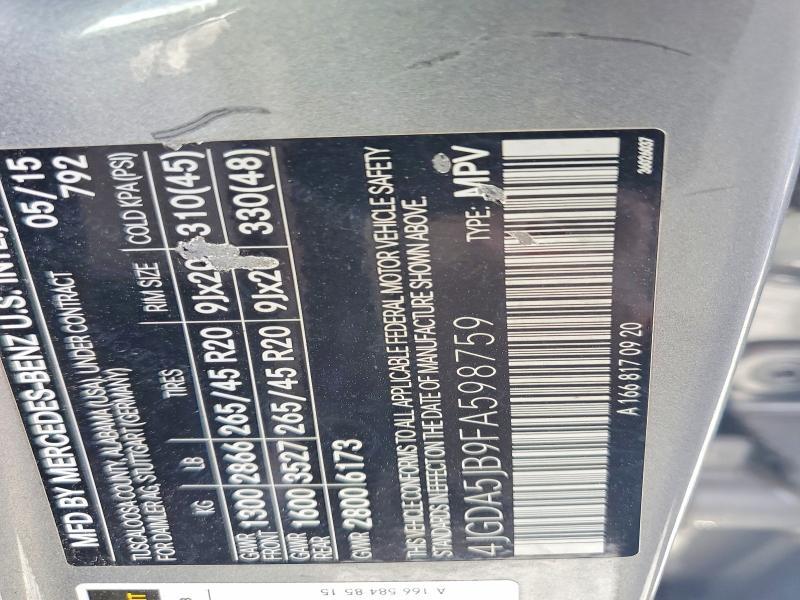 MFD BY MERCEDES-BENZ U.S. INTL,
05/15
TUSCALOOSA COUNTY, ALABAMA (USA) UNDER CONTRACT
FOR DAIMLER AG, STUTTGART (GERMANY)
792
KG LB TIRES RIM SIZE COLD KPA(PSI)
GAWR FRONT 1300 2866 265/45 R20 9Jx20 310(45)
GAWR REAR 1600 3527 265/45 R20 9Jx20 330(48)
GVWR 2800 6173
THIS VEHICLE CONFORMS TO ALL APPLICABLE FEDERAL MOTOR VEHICLE SAFETY
STANDARDS IN EFFECT ON THE DATE OF MANUFACTURE SHOWN ABOVE.
4JGDA5JB9FA598759 TYPE: MPV
A 166 817 09 20
A 166 584 85 15